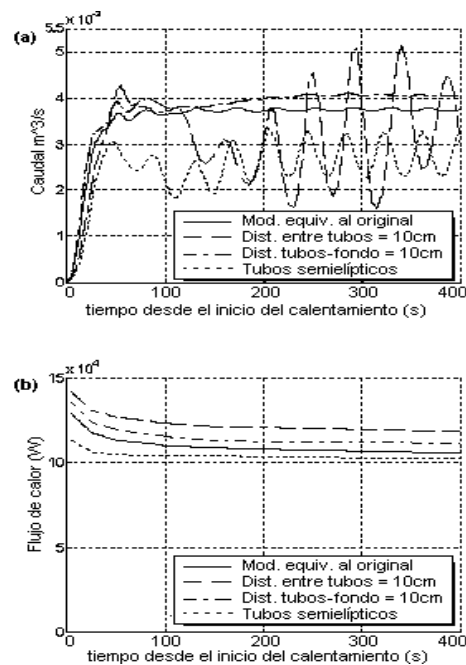 (a)
5.5 x 10⁻³
5
4
3
2
1
0
Caudal m^3/s
Mod. equiv. al original
Dist. entre tubos = 10cm
Dist. tubos-fondo = 10cm
Tubos semielípticos
0 100 200 300 400
tiempo desde el inicio del calentamiento (s)
(b)
15 x 10⁴
10
5
0
Flujo de calor (W)
Mod. equiv. al original
Dist. entre tubos = 10cm
Dist. tubos-fondo = 10cm
Tubos semielípticos
0 100 200 300 400
tiempo desde el inicio del calentamiento (s)